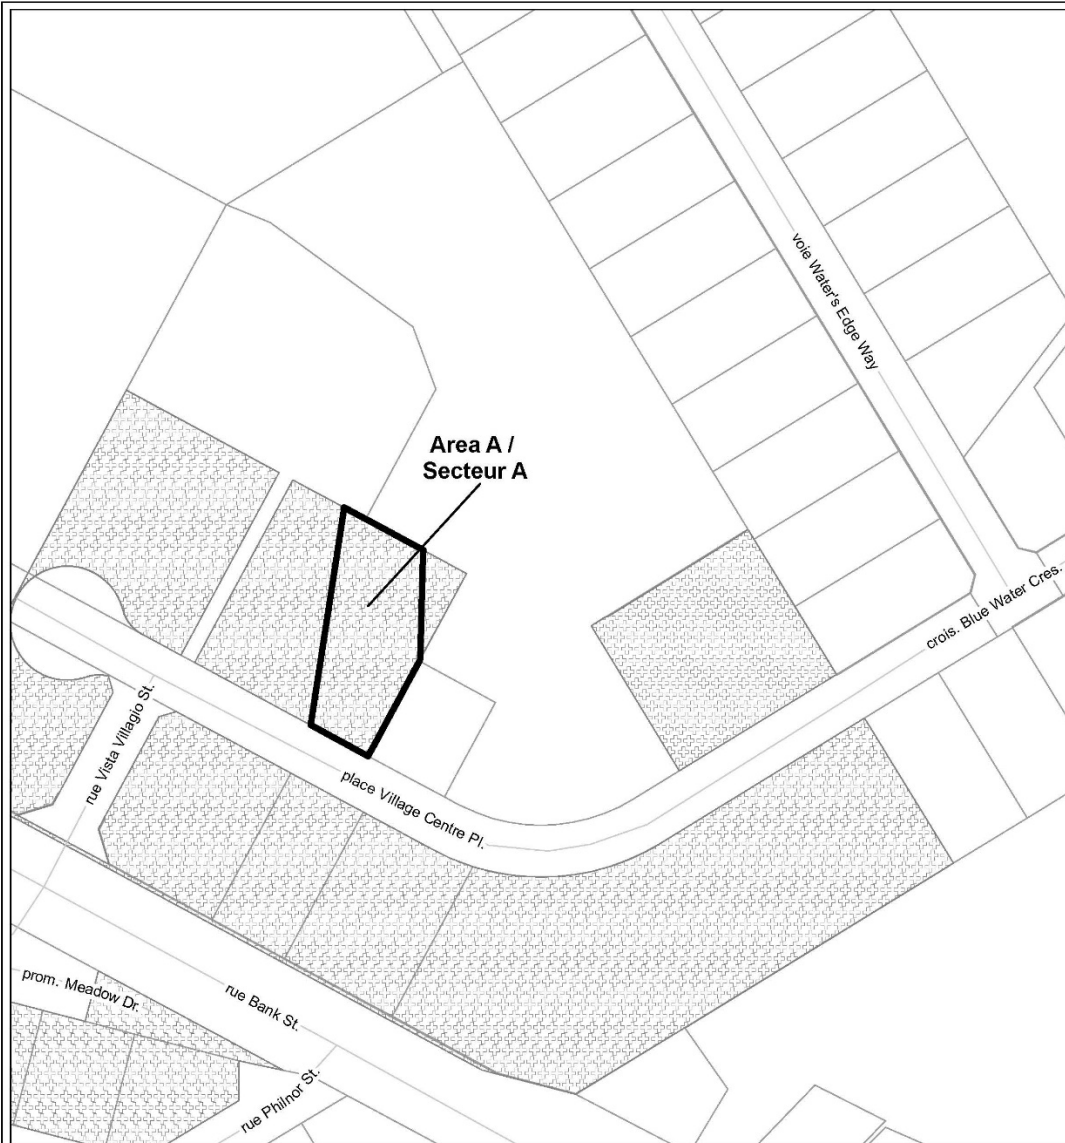 voie Water's Edge Way
Area A /
Secteur A
crois. Blue Water Cres.
rue Vista Villagio St.
place Village Centre Pl.
prom. Meadow Dr.
rue Bank St.
rue Philnor St.